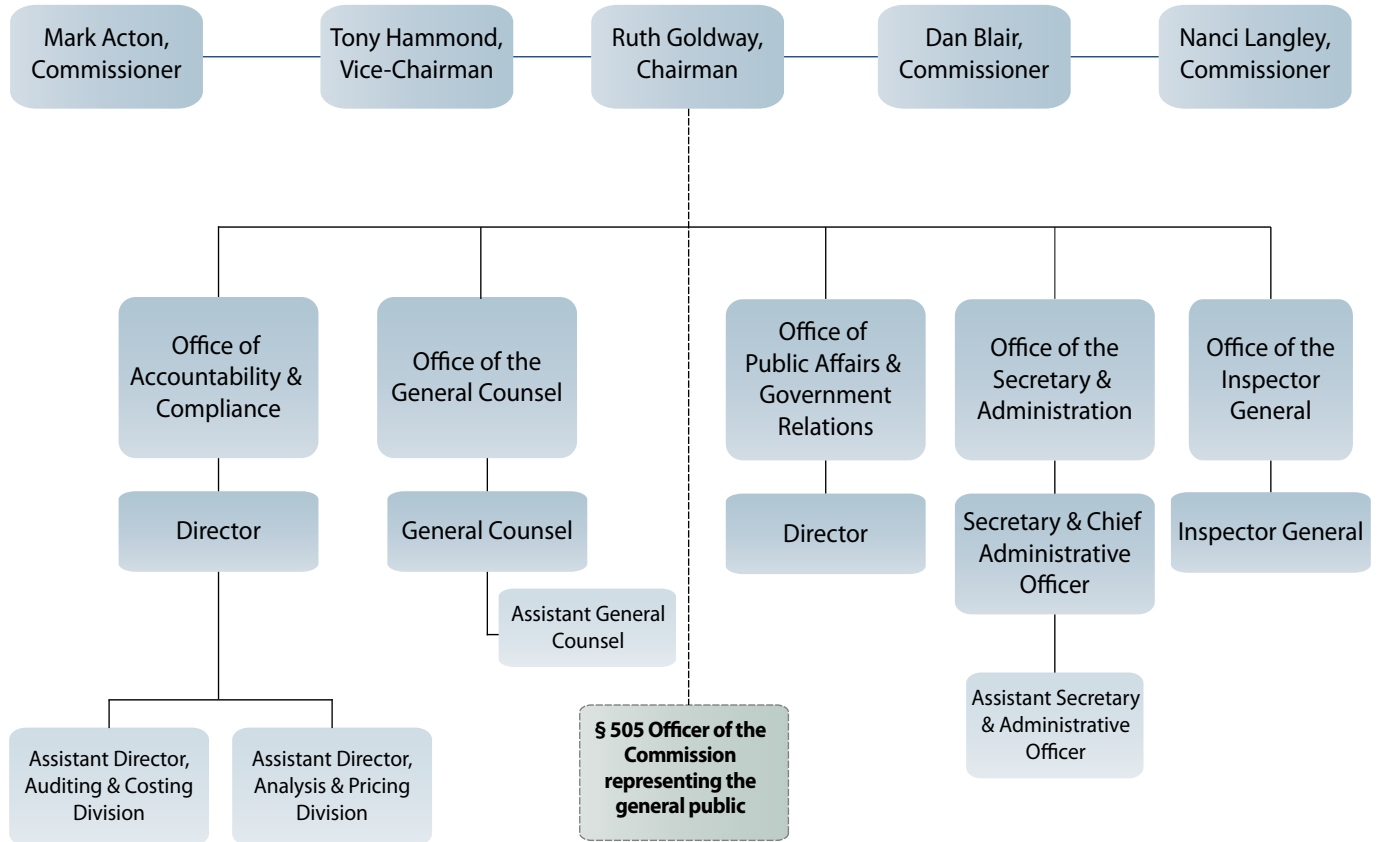 Mark Acton,
Commissioner
Tony Hammond,
Vice-Chairman
Ruth Goldway,
Chairman
Dan Blair,
Commissioner
Nanci Langley,
Commissioner
Office of
Accountability &
Compliance
Office of the
General Counsel
Office of
Public Affairs &
Government
Relations
Office of the
Secretary &
Administration
Office of the
Inspector
General
Director
General Counsel
Director
Secretary & Chief
Administrative
Officer
Inspector General
Assistant General
Counsel
Assistant Secretary
& Administrative
Officer
Assistant Director,
Auditing & Costing
Division
Assistant Director,
Analysis & Pricing
Division
§ 505 Officer of the
Commission
representing the
general public